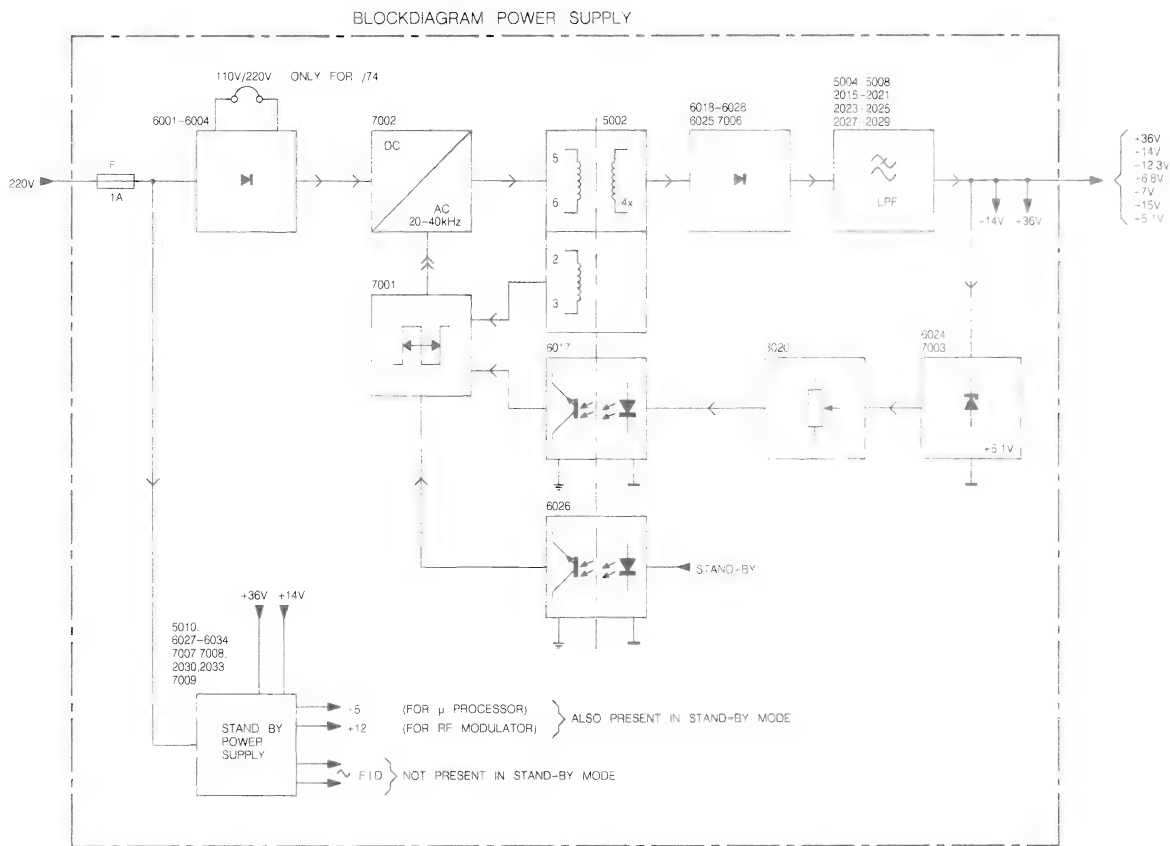 BLOCKDIAGRAM POWER SUPPLY
110V/220V ONLY FOR /74
6001-6004
7002
DC
AC
20-40kHz
5002
5
6
4x
6018-6028
6025 7006
5004 5008
2015-2021
2023-2025
2027-2029
LPF
220V
F
1A
+36V
-14V
-12.3V
-6.8V
-7V
-15V
+5.1V
-14V
+36V
2
3
7001
6017
6024
7003
+5.1V
6026
STAND-BY
+36V
+14V
5010.
6027-6034
7007 7008.
2030,2033
7009
STAND BY
POWER
SUPPLY
(FOR μ PROCESSOR)
+12 (FOR RF MODULATOR)
ALSO PRESENT IN STAND-BY MODE
NOT PRESENT IN STAND-BY MODE